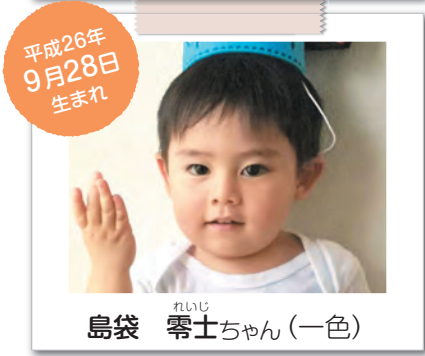 平成26年
9月28日
生まれ
れいじ
島袋 零士ちゃん（一色）